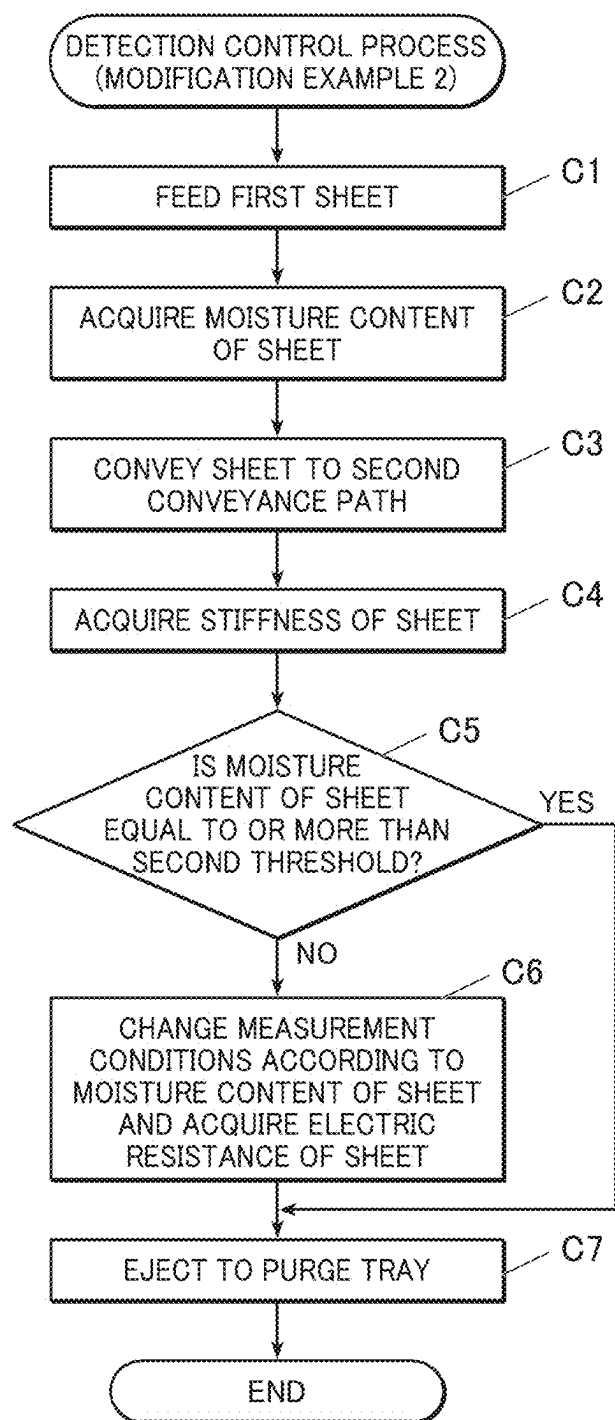 DETECTION CONTROL PROCESS
(MODIFICATION EXAMPLE 2)
C1
FEED FIRST SHEET
C2
ACQUIRE MOISTURE CONTENT
OF SHEET
C3
CONVEY SHEET TO SECOND
CONVEYANCE PATH
C4
ACQUIRE STIFFNESS OF SHEET
C5
IS MOISTURE
CONTENT OF SHEET
EQUAL TO OR MORE THAN
SECOND THRESHOLD?
YES
NO
C6
CHANGE MEASUREMENT
CONDITIONS ACCORDING TO
MOISTURE CONTENT OF SHEET
AND ACQUIRE ELECTRIC
RESISTANCE OF SHEET
C7
EJECT TO PURGE TRAY
END